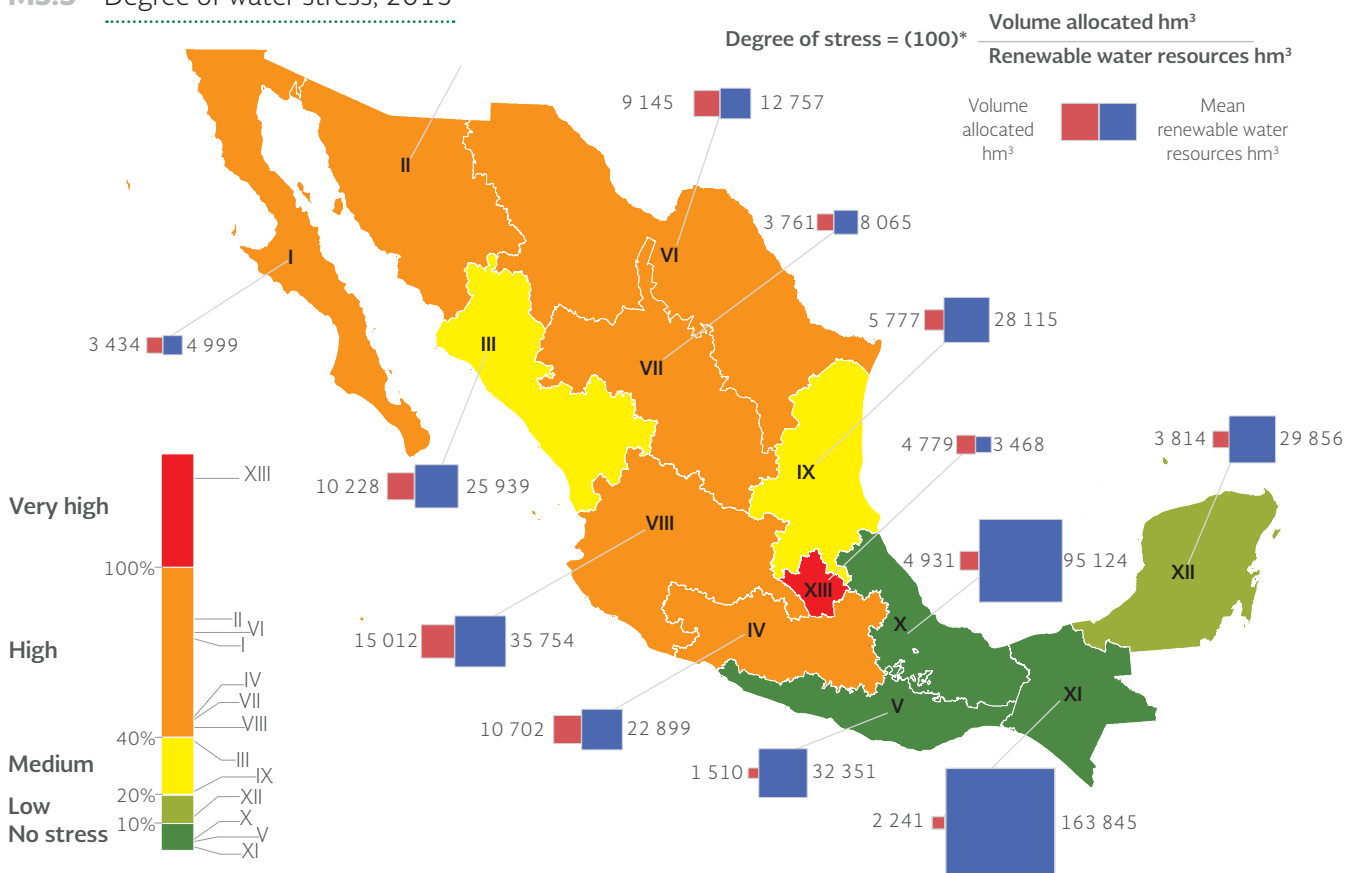 M3.3 Degree of water stress, 2015
Degree of stress = (100)* Volume allocated hm³
Renewable water resources hm³
Volume
allocated
hm³
Mean
renewable water
resources hm³
9 145 12 757
3 761 8 065
5 777 28 115
3 434 4 999
10 228 25 939
4 779 3 468
3 814 29 856
4 931 95 124
15 012 35 754
10 702 22 899
1 510 32 351
2 241 163 845
I
II
III
IV
V
VI
VII
VIII
IX
X
XI
XII
XIII
Very high
High
Medium
Low
No stress
100%
40%
20%
10%
XIII
II
VI
I
IV
VII
VIII
III
IX
XII
X
V
XI